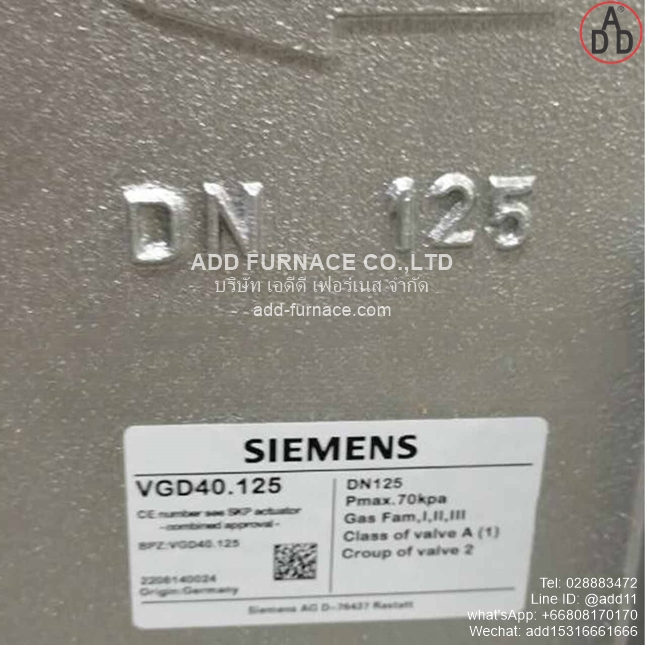 ADD®
DN 125
ADD FURNACE CO.,LTD
บริษัท เอดีดี เฟอร์เนส จำกัด
add-furnace.com
SIEMENS
VGD40.125
CE number see SKP actuator
-combined approval-
BPZ:VGD40.125
2206140024
Origin:Germany
DN125
Pmax.70kpa
Gas Fam,I,II,III
Class of valve A (1)
Croup of valve 2
Siemens AG D-76437 Rastatt
Tel: 028883472
Line ID: @add11
what'sApp: +66808170170
Wechat: add15316661666